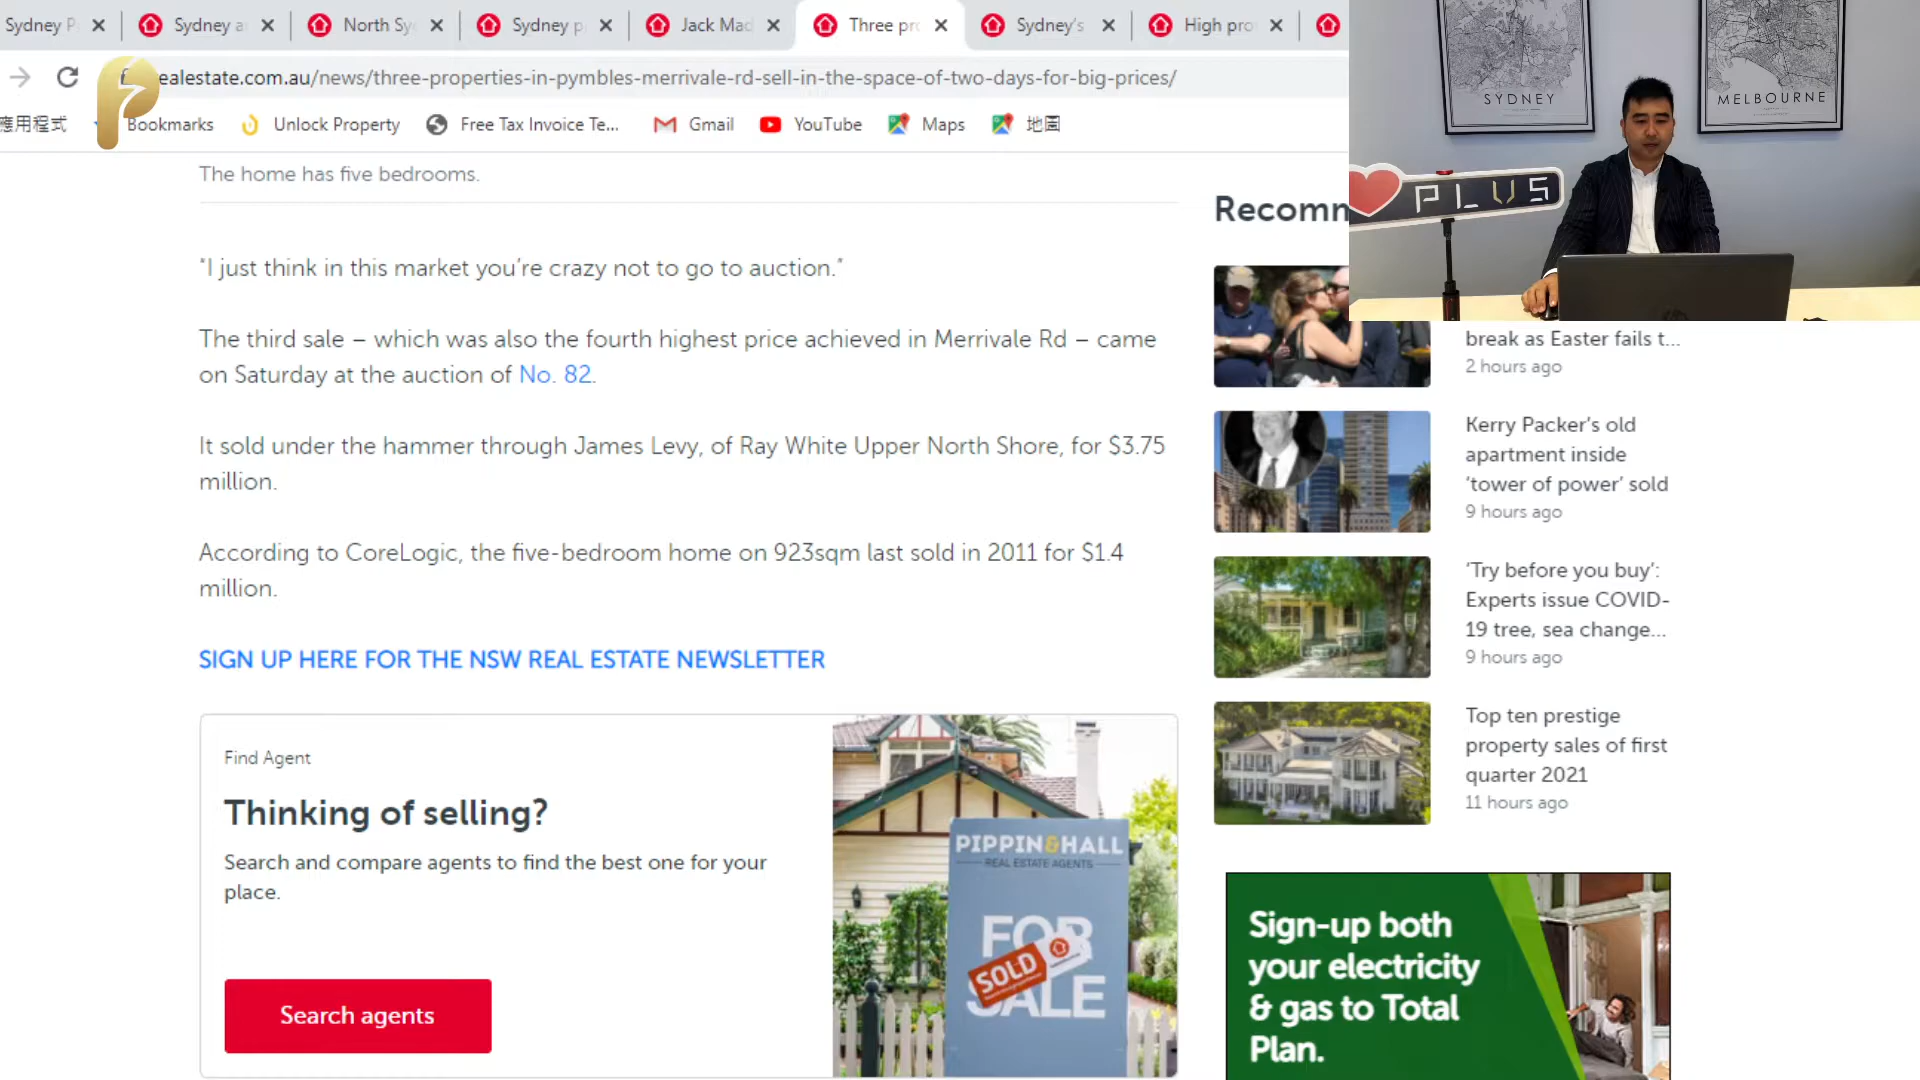 Sydney P
Sydney a
North Sy
Sydney p
Jack Mad
Three pro
Sydney's
High pro
ealestate.com.au/news/three-properties-in-pymbles-merrivale-rd-sell-in-the-space-of-two-days-for-big-prices/
應用程式
Bookmarks
Unlock Property
Free Tax Invoice Te...
Gmail
YouTube
Maps
地圖
SYDNEY
MELBOURNE
PLUS
The home has five bedrooms.
"I just think in this market you're crazy not to go to auction."
The third sale – which was also the fourth highest price achieved in Merrivale Rd – came
on Saturday at the auction of No. 82.
It sold under the hammer through James Levy, of Ray White Upper North Shore, for $3.75
million.
According to CoreLogic, the five-bedroom home on 923sqm last sold in 2011 for $1.4
million.
SIGN UP HERE FOR THE NSW REAL ESTATE NEWSLETTER
Find Agent
Thinking of selling?
Search and compare agents to find the best one for your
place.
Search agents
PIPPIN&HALL
REAL ESTATE AGENTS
FOR
SOLD
SALE
Recomm
break as Easter fails t...
2 hours ago
Kerry Packer's old
apartment inside
'tower of power' sold
9 hours ago
'Try before you buy':
Experts issue COVID-
19 tree, sea change...
9 hours ago
Top ten prestige
property sales of first
quarter 2021
11 hours ago
Sign-up both
your electricity
& gas to Total
Plan.